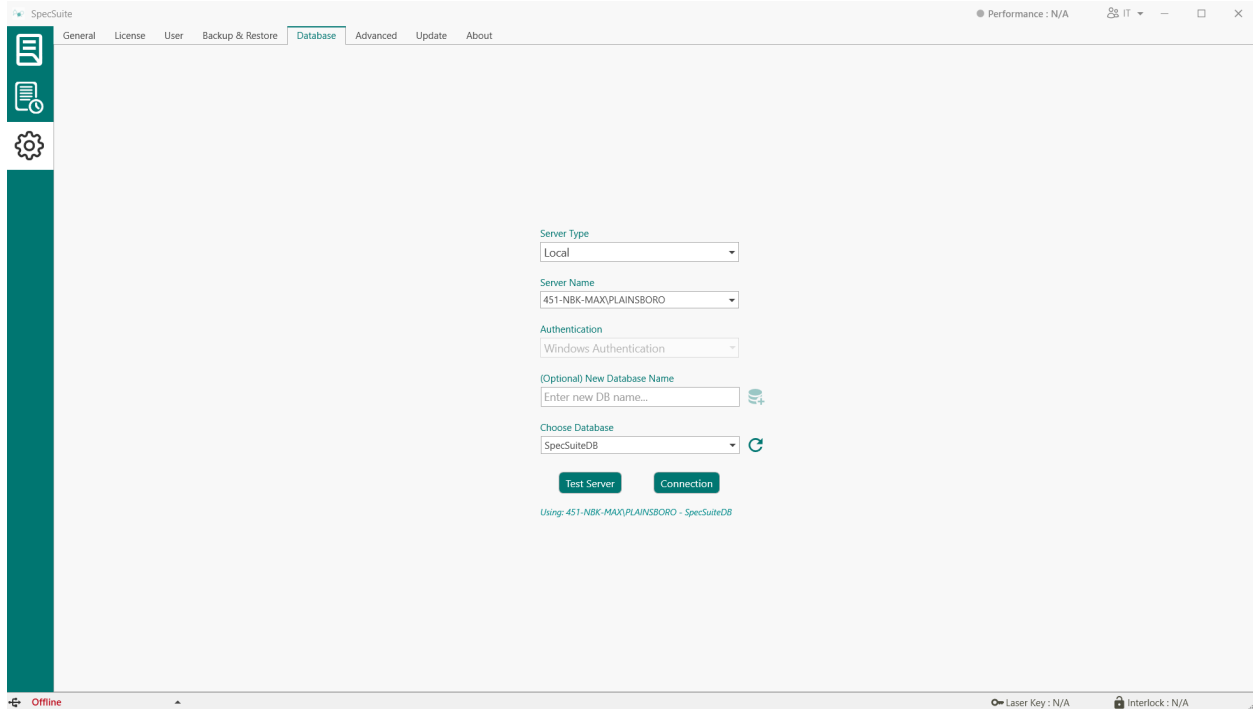 SpecSuite
Performance : N/A
IT
General License User Backup & Restore Database Advanced Update About
Server Type
Local
Server Name
451-NBK-MAX\PLAINSBORO
Authentication
Windows Authentication
(Optional) New Database Name
Enter new DB name...
Choose Database
SpecSuiteDB
Test Server Connection
Using: 451-NBK-MAX\PLAINSBORO - SpecSuiteDB
Offline
Laser Key : N/A
Interlock : N/A